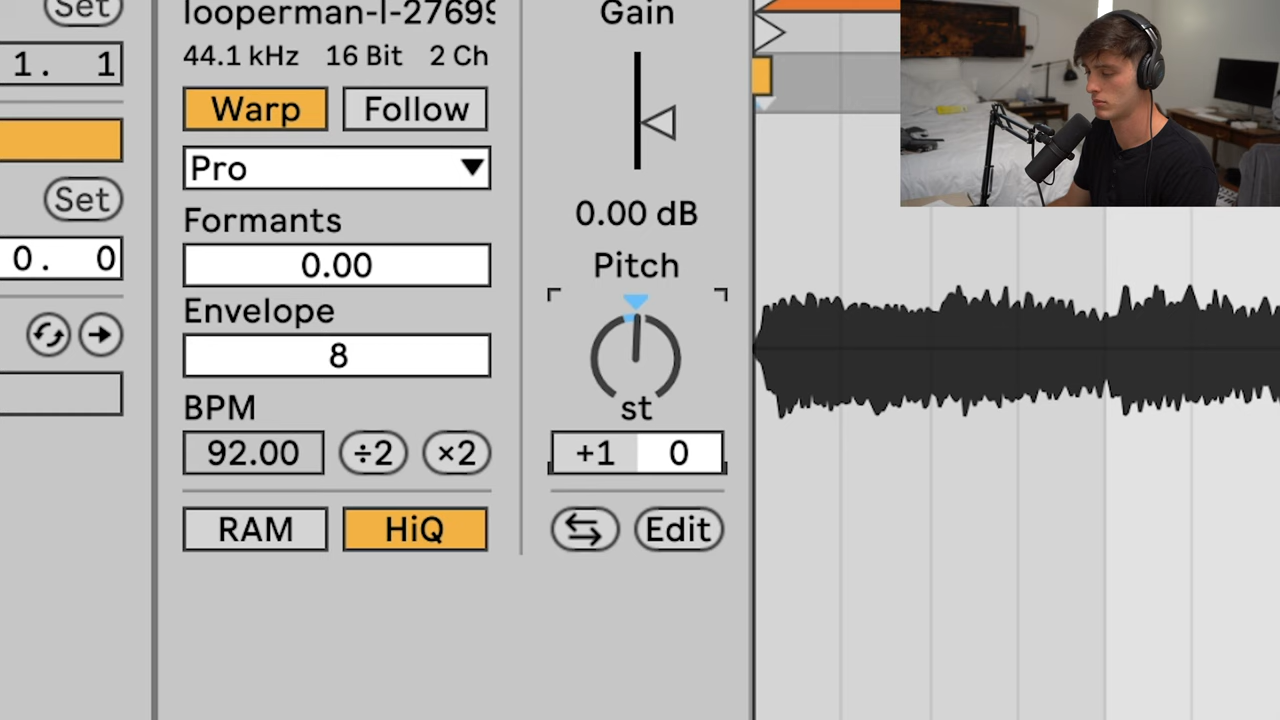 Set
1. 1
Set
0. 0
looperman-l-27699
44.1 kHz 16 Bit 2 Ch
Warp Follow
Pro
Formants
0.00
Envelope
8
BPM
92.00 ÷2 ×2
RAM HiQ
Gain
0.00 dB
Pitch
st
+1 0
Edit